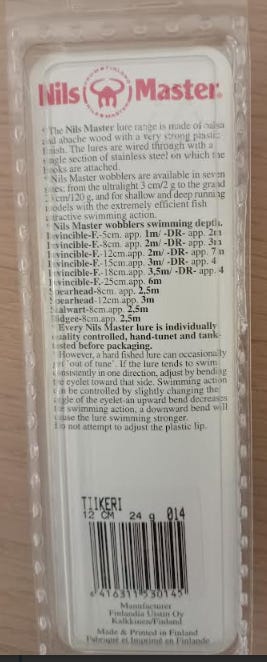 Nils Master
The Nils Master lure range is made of balsa
and abache wood with a very strong plastic
finish. The lures are wired through with a
single section of stainless steel on which the
hooks are attached.
Nils Master wobblers are available in seven
sizes; from the ultralight 3 cm/2 g to the grand
cm/120 g, and for shallow and deep running
models with the extremely efficient fish
attractive swimming action.
Nils Master wobblers swimming depth.
Invincible-F.-5cm. app. 1m/ -DR- app. 2m
Invincible-F.-8cm. app. 2m/ -DR- app. 3m
Invincible-F.-12cm.app. 2m/ -DR- app. 7 m
Invincible-F.-15cm.app. 3m/ -DR- app. 4
Invincible-F.-18cm.app. 3,5m/ -DR- app. 4
Invincible-F.-25cm.app. 6m
Spearhead-8cm.app. 2,5m
Spearhead-12cm.app. 3m
Stalwart-8cm.app. 2,5m
-8cm.app. 2,5m
Every Nils Master lure is individually
quality controlled, hand-tunet and tank-
tested before packaging.
However, a hard fished lure can occasionally
get "out of tune". If the lure tends to swim
consistently in one direction, adjust by bending
the eyelet toward that side. Swimming action
can be controlled by slightly changing the
angle of the eyelet-an upward bend decreases
the swimming action, a downward bend will
cause the lure swimming stronger.
Do not attempt to adjust the plastic lip.
TIIKERI
12 CM 24 g 014
6 416311 530145
Manufacturer
Finlandia Uistin Oy
Kalkkinen/Finland
Made & Printed in Finland
Fabriqué et Imprimé en Finlande